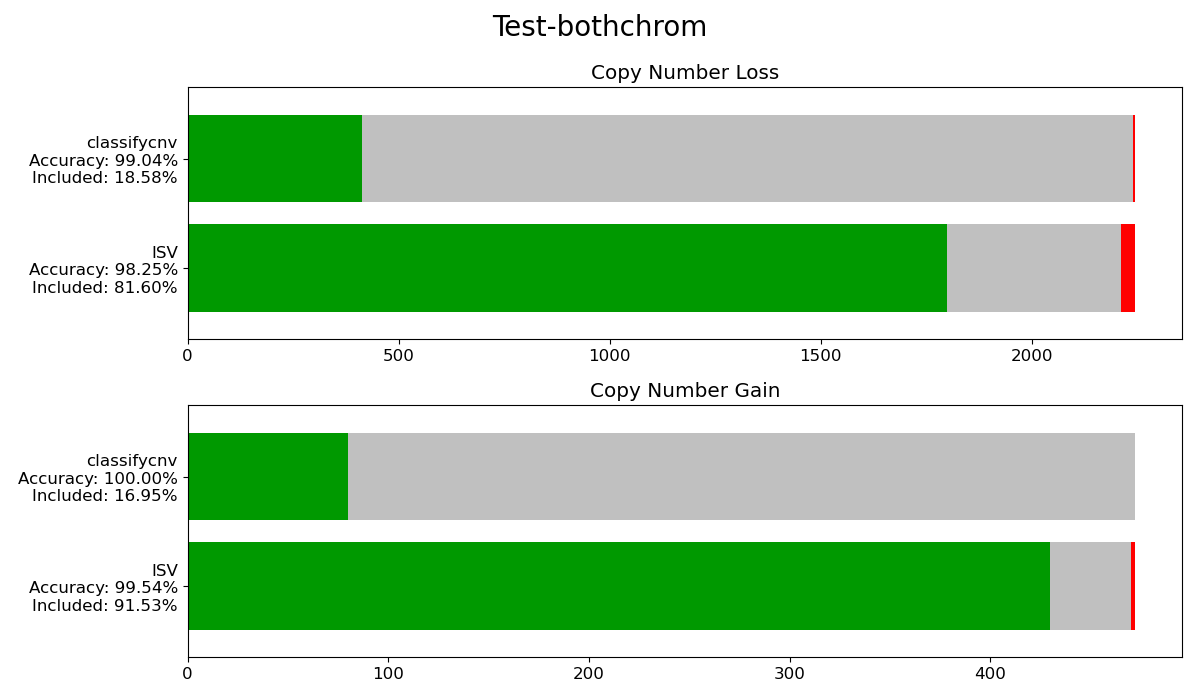 Test-bothchrom
Copy Number Loss
classifycnv
Accuracy: 99.04%
Included: 18.58%
ISV
Accuracy: 98.25%
Included: 81.60%
0 500 1000 1500 2000
Copy Number Gain
classifycnv
Accuracy: 100.00%
Included: 16.95%
ISV
Accuracy: 99.54%
Included: 91.53%
0 100 200 300 400